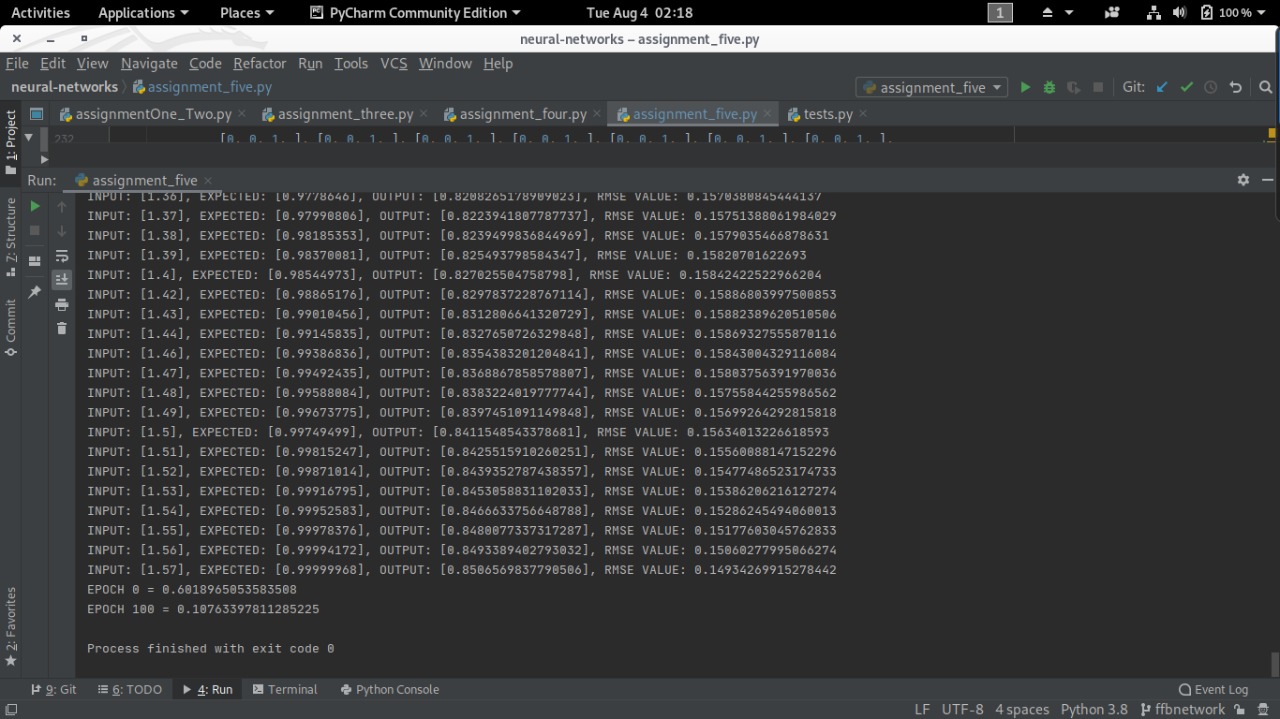 Activities Applications Places PyCharm Community Edition Tue Aug 4 02:18 1 100 %
neural-networks – assignment_five.py
File Edit View Navigate Code Refactor Run Tools VCS Window Help
neural-networks assignment_five.py assignment_five Git:
1: Project
assignmentOne_Two.py assignment_three.py assignment_four.py assignment_five.py tests.py
232 [0, 0, 1, ], [0, 0, 1, ], [0, 0, 1, ], [0, 0, 1, ], [0, 0, 1, ], [0, 0, 1, ], [0, 0, 1, ],
Run: assignment_five
INPUT: [1.36], EXPECTED: [0.9778646], OUTPUT: [0.8208265178909023], RMSE VALUE: 0.1570380845444137
INPUT: [1.37], EXPECTED: [0.97990806], OUTPUT: [0.8223941807787737], RMSE VALUE: 0.15751388061984029
INPUT: [1.38], EXPECTED: [0.98185353], OUTPUT: [0.8239499836844969], RMSE VALUE: 0.1579035466878631
INPUT: [1.39], EXPECTED: [0.98370081], OUTPUT: [0.825493798584347], RMSE VALUE: 0.15820701622693
INPUT: [1.4], EXPECTED: [0.98544973], OUTPUT: [0.827025504758798], RMSE VALUE: 0.15842422522966204
INPUT: [1.42], EXPECTED: [0.98865176], OUTPUT: [0.8297837228767114], RMSE VALUE: 0.15886803997500853
INPUT: [1.43], EXPECTED: [0.99010456], OUTPUT: [0.8312806641320729], RMSE VALUE: 0.15882389620510506
INPUT: [1.44], EXPECTED: [0.99145835], OUTPUT: [0.8327650726329848], RMSE VALUE: 0.15869327555870116
INPUT: [1.46], EXPECTED: [0.99386836], OUTPUT: [0.8354383201204841], RMSE VALUE: 0.15843004329116084
INPUT: [1.47], EXPECTED: [0.99492435], OUTPUT: [0.8368867858578807], RMSE VALUE: 0.15803756391970036
INPUT: [1.48], EXPECTED: [0.99588084], OUTPUT: [0.8383224019777744], RMSE VALUE: 0.15755844255986562
INPUT: [1.49], EXPECTED: [0.99673775], OUTPUT: [0.8397451091149848], RMSE VALUE: 0.15699264292815818
INPUT: [1.5], EXPECTED: [0.99749499], OUTPUT: [0.8411548543378681], RMSE VALUE: 0.15634013226618593
INPUT: [1.51], EXPECTED: [0.99815247], OUTPUT: [0.8425515910260251], RMSE VALUE: 0.15560088147152296
INPUT: [1.52], EXPECTED: [0.99871014], OUTPUT: [0.8439352787438357], RMSE VALUE: 0.15477486523174733
INPUT: [1.53], EXPECTED: [0.99916795], OUTPUT: [0.8453058831102033], RMSE VALUE: 0.15386206216127274
INPUT: [1.54], EXPECTED: [0.99952583], OUTPUT: [0.8466633756648788], RMSE VALUE: 0.15286245494060013
INPUT: [1.55], EXPECTED: [0.99978376], OUTPUT: [0.8480077337317287], RMSE VALUE: 0.15177603045762833
INPUT: [1.56], EXPECTED: [0.99994172], OUTPUT: [0.8493389402793032], RMSE VALUE: 0.15060277995066274
INPUT: [1.57], EXPECTED: [0.99999968], OUTPUT: [0.8506569837790506], RMSE VALUE: 0.14934269915278442
EPOCH 0 = 0.6018965053583508
EPOCH 100 = 0.10763397811285225
Process finished with exit code 0
Z: Structure
Commit
2: Favorites
9: Git 6: TODO 4: Run Terminal Python Console Event Log
LF UTF-8 4 spaces Python 3.8 ffbnetwork